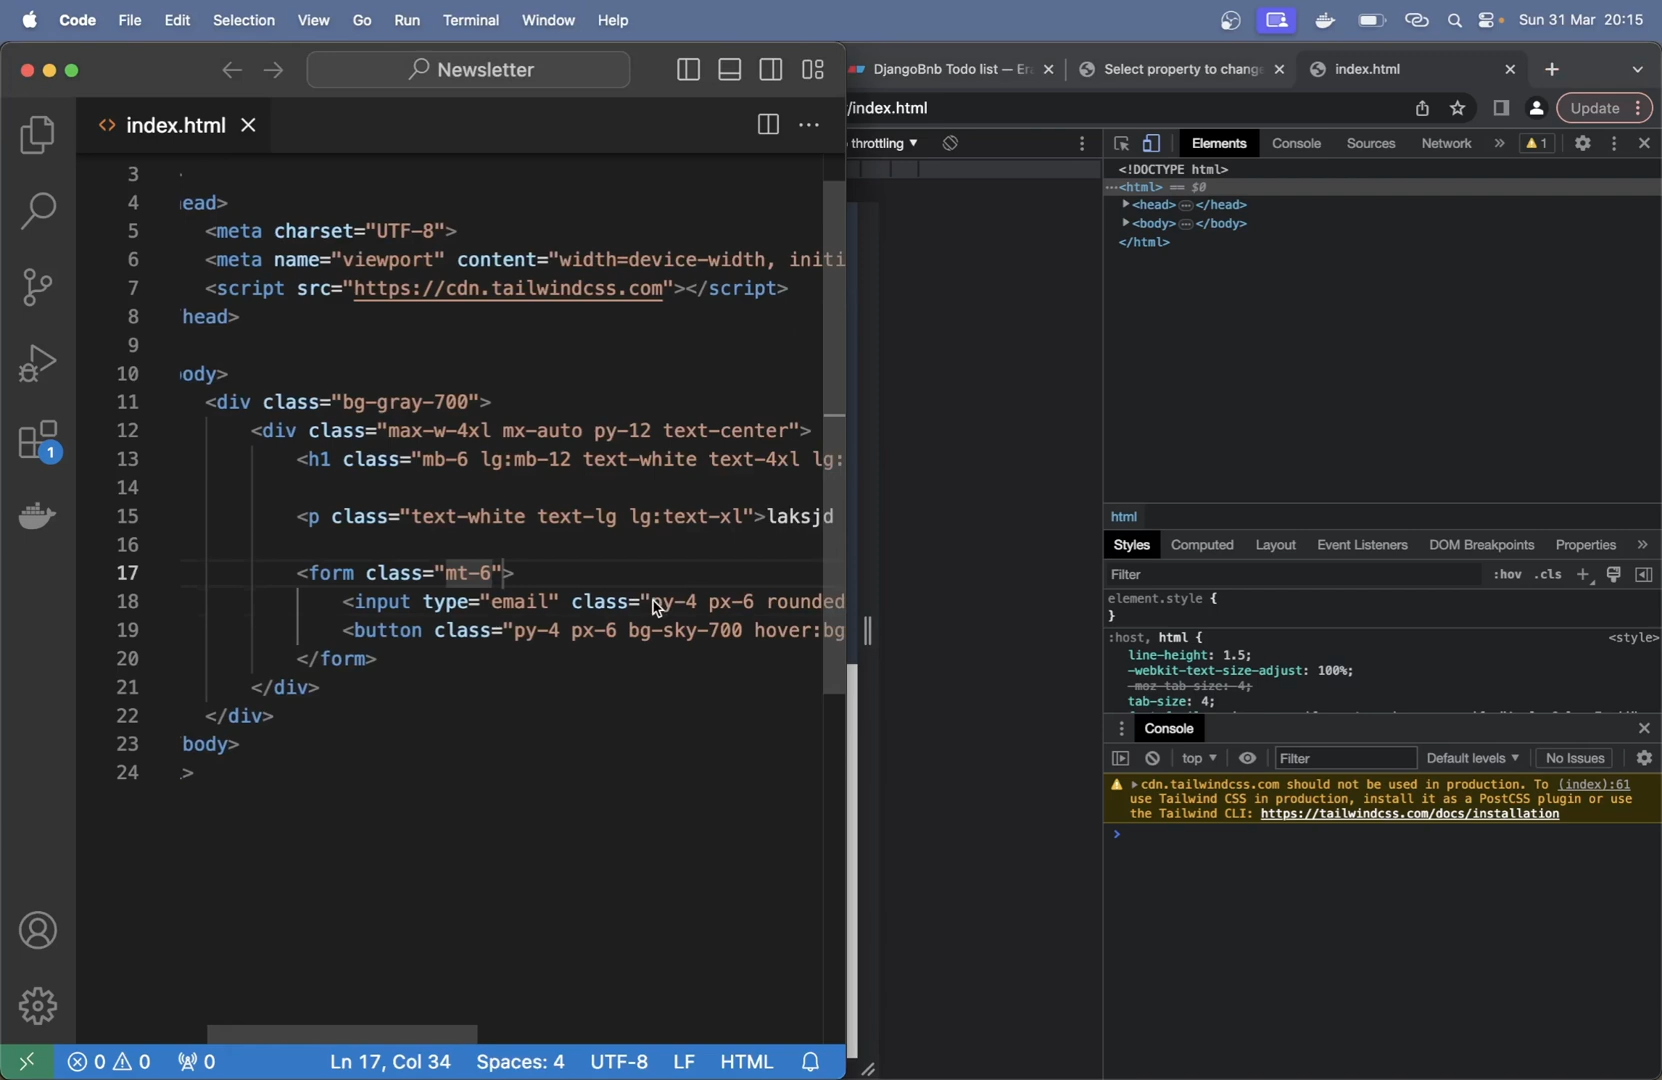 Code File Edit Selection View Go Run Terminal Window Help Sun 31 Mar 20:15
Newsletter
index.html
3
4 ead>
5 <meta charset="UTF-8">
6 <meta name="viewport" content="width=device-width, initi
7 <script src="https://cdn.tailwindcss.com"></script>
8 head>
9
10 ody>
11 <div class="bg-gray-700">
12 <div class="max-w-4xl mx-auto py-12 text-center">
13 <h1 class="mb-6 lg:mb-12 text-white text-4xl lg:
14
15 <p class="text-white text-lg lg:text-xl">laksjd
16
17 <form class="mt-6">
18 <input type="email" class="py-4 px-6 rounded
19 <button class="py-4 px-6 bg-sky-700 hover:bg
20 </form>
21 </div>
22 </div>
23 body>
24 >
1
0 0 0 Ln 17, Col 34 Spaces: 4 UTF-8 LF HTML
DjangoBnb Todo list — Er Select property to chang index.html
/index.html Update
throttling Elements Console Sources Network » 1
<!DOCTYPE html>
<html> == $0
<head> </head>
<body> </body>
</html>
html
Styles Computed Layout Event Listeners DOM Breakpoints Properties »
Filter :hov .cls
element.style {
}
:host, html { <style>
line-height: 1.5;
-webkit-text-size-adjust: 100%;
-moz-tab-size: 4;
tab-size: 4;
Console
top Filter Default levels No Issues
cdn.tailwindcss.com should not be used in production. To (index):61
use Tailwind CSS in production, install it as a PostCSS plugin or use
the Tailwind CLI: https://tailwindcss.com/docs/installation